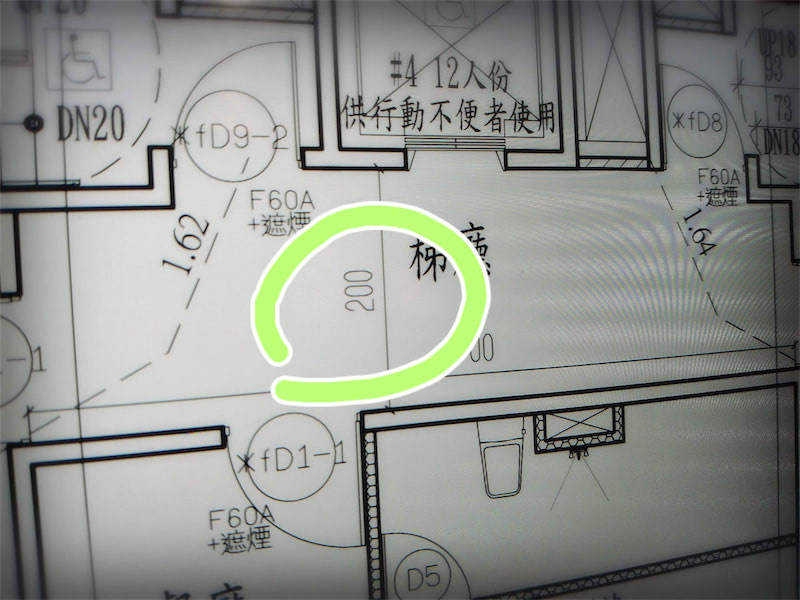 DN20
*fD9-2
F60A
+遮煙
1.62
#4 12人份
供行動不便者使用
*fD8
F60A
+遮煙
1.64
UP18
93
73
DN18
梯廳
200
00
-1
*fD1-1
F60A
+遮煙
D5